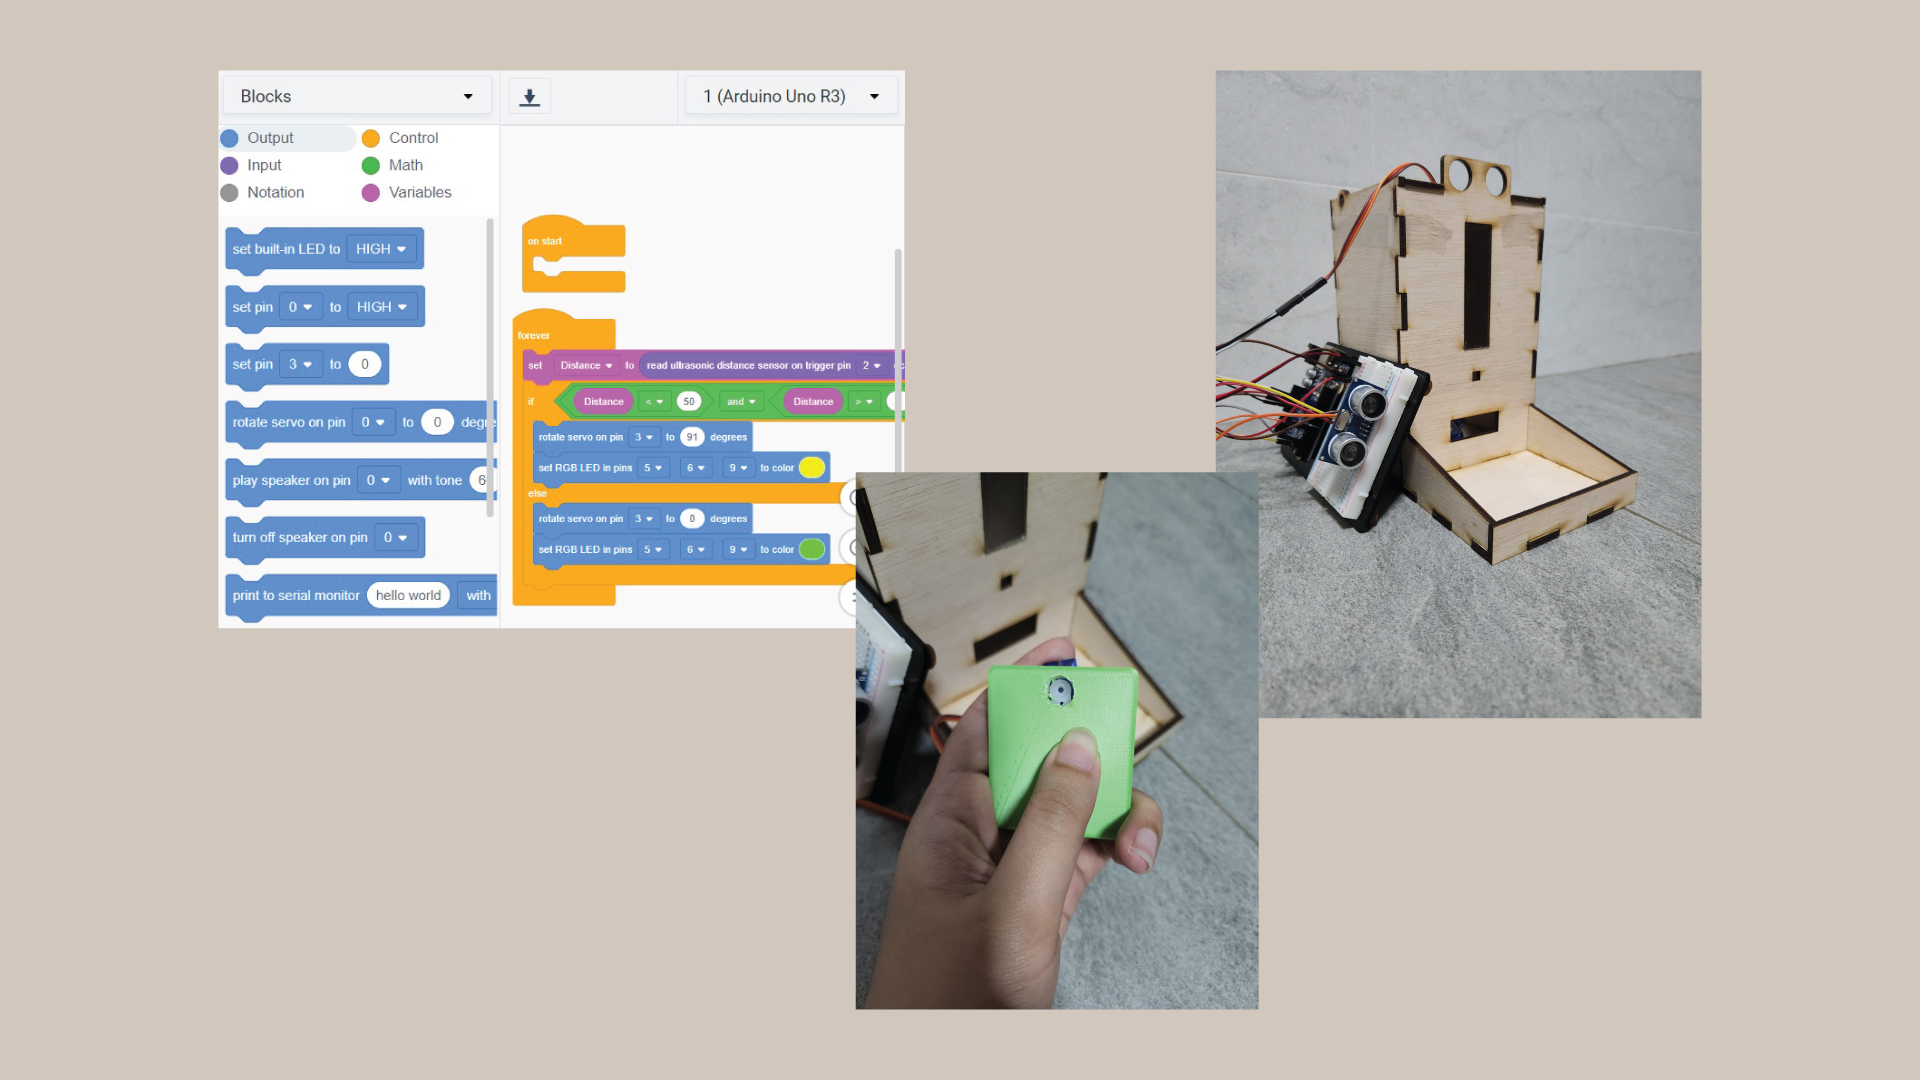 Blocks
1 (Arduino Uno R3)
Output
Control
Input
Math
Notation
Variables
set built-in LED to HIGH
set pin 0 to HIGH
set pin 3 to 0
rotate servo on pin 0 to 0 degre
play speaker on pin 0 with tone 6
turn off speaker on pin 0
print to serial monitor hello world with
on start
forever
set Distance to read ultrasonic distance sensor on trigger pin 2
if Distance < 50 and Distance >
rotate servo on pin 3 to 91 degrees
set RGB LED in pins 5 6 9 to color
else
rotate servo on pin 3 to 0 degrees
set RGB LED in pins 5 6 9 to color